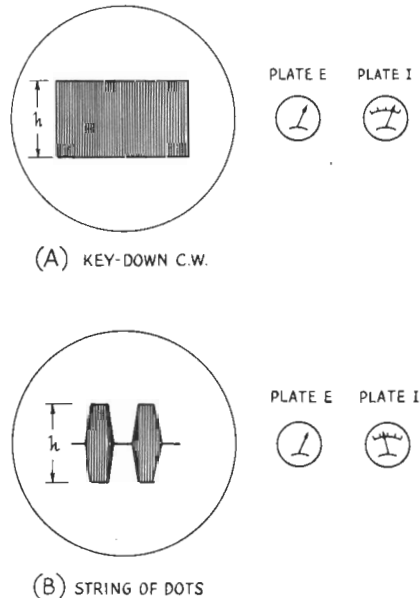 PLATE E PLATE I
h
(A) KEY-DOWN C.W.
PLATE E PLATE I
h
(B) STRING OF DOTS